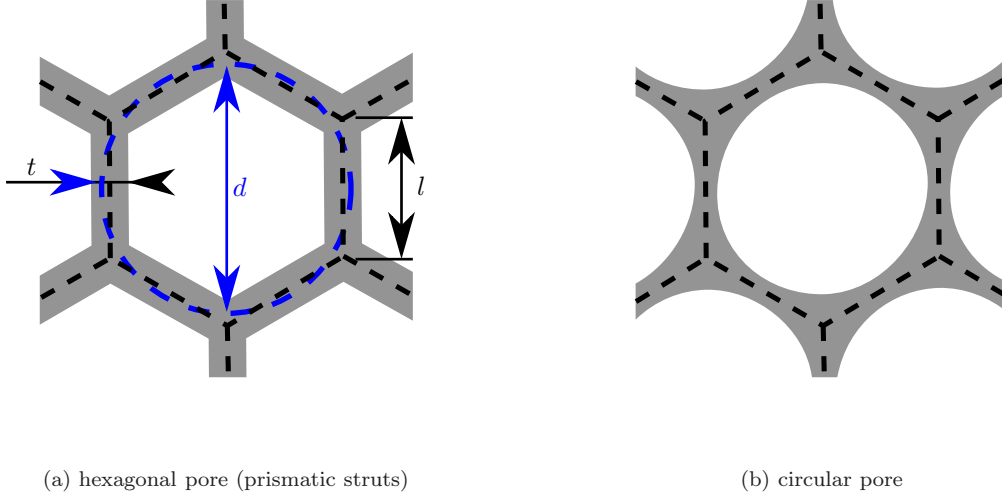 t
d
l
(a) hexagonal pore (prismatic struts)
(b) circular pore